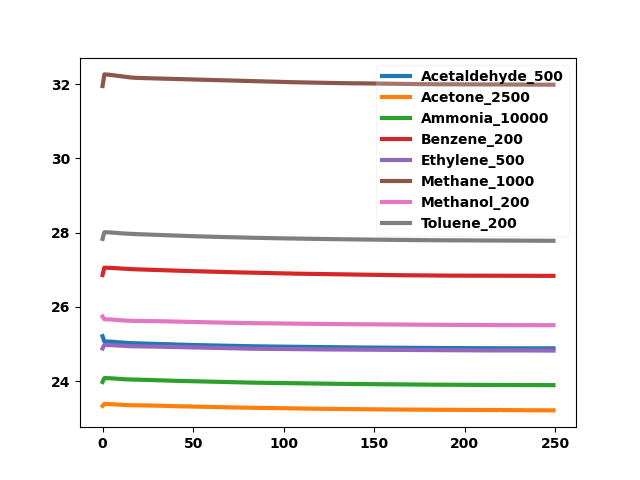 32
30
28
26
24
0
50
100
150
200
250
Acetaldehyde_500
Acetone_2500
Ammonia_10000
Benzene_200
Ethylene_500
Methane_1000
Methanol_200
Toluene_200